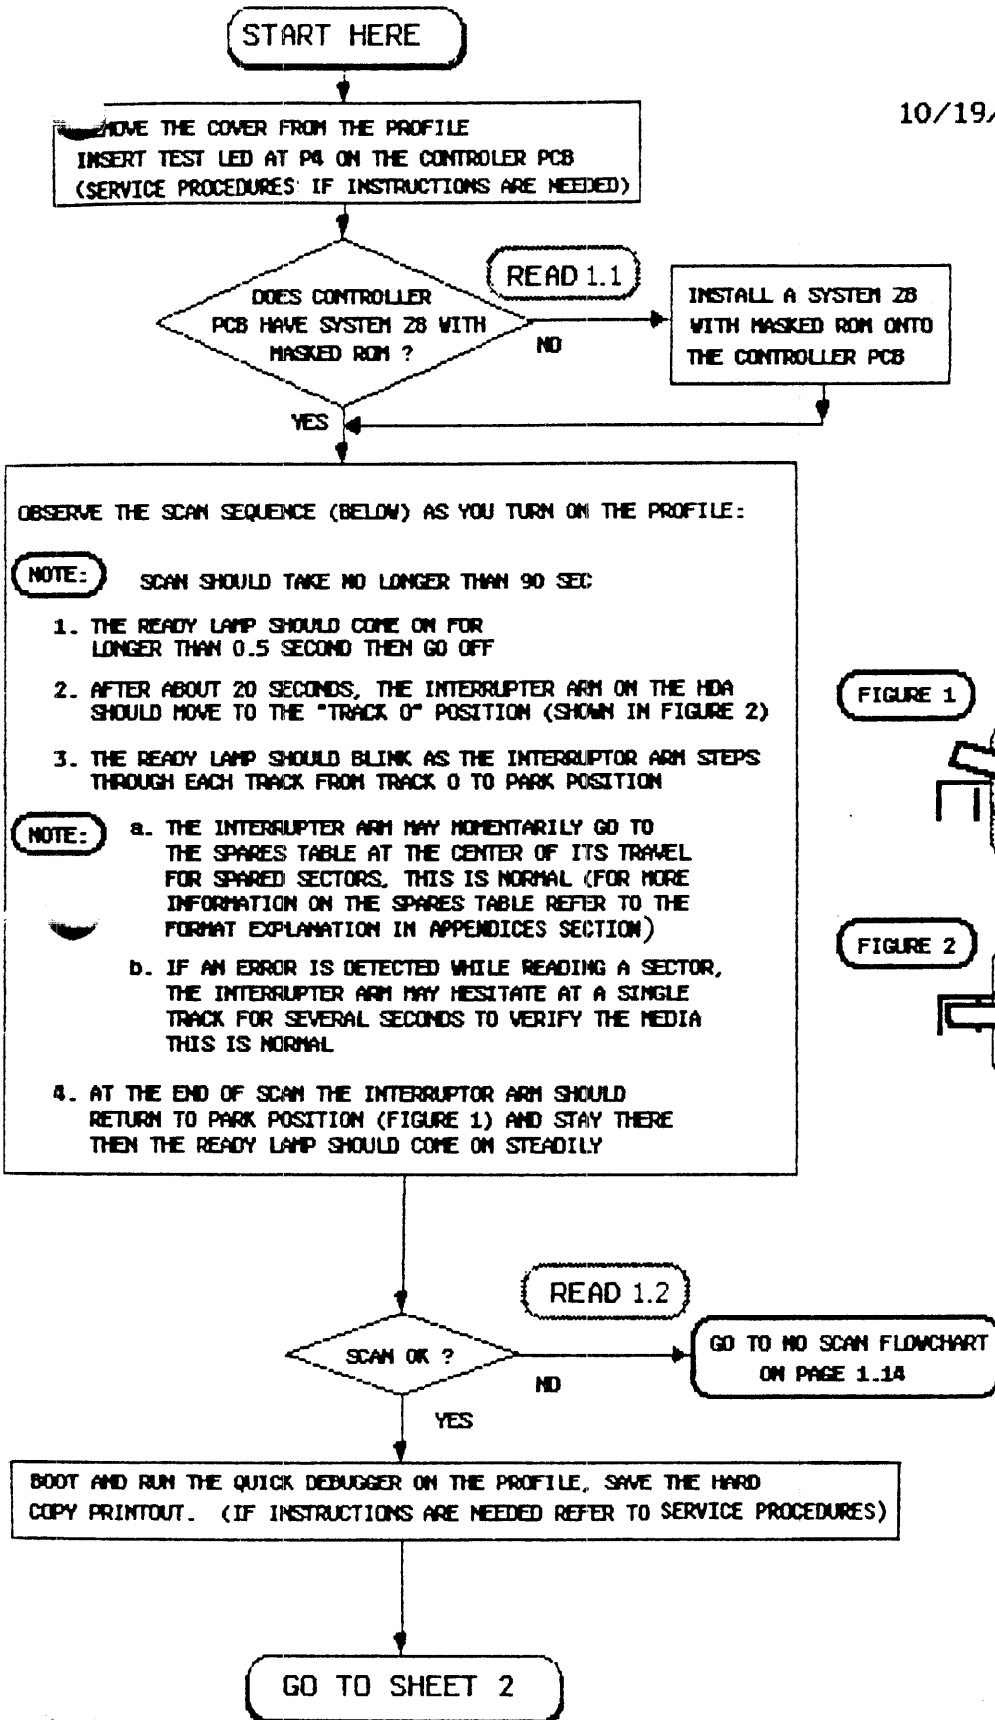 START HERE
10/19/
MOVE THE COVER FROM THE PROFILE
INSERT TEST LED AT P4 ON THE CONTROLER PCB
(SERVICE PROCEDURES IF INSTRUCTIONS ARE NEEDED)
READ 1.1
DOES CONTROLLER
PCB HAVE SYSTEM Z8 WITH
MASKED ROM ?
NO
INSTALL A SYSTEM Z8
WITH MASKED ROM ONTO
THE CONTROLLER PCB
YES
OBSERVE THE SCAN SEQUENCE (BELOW) AS YOU TURN ON THE PROFILE:
NOTE: SCAN SHOULD TAKE NO LONGER THAN 90 SEC
1. THE READY LAMP SHOULD COME ON FOR
LONGER THAN 0.5 SECOND THEN GO OFF
2. AFTER ABOUT 20 SECONDS, THE INTERRUPTER ARM ON THE HDA
SHOULD MOVE TO THE "TRACK 0" POSITION (SHOWN IN FIGURE 2)
3. THE READY LAMP SHOULD BLINK AS THE INTERRUPTOR ARM STEPS
THROUGH EACH TRACK FROM TRACK 0 TO PARK POSITION
NOTE: a. THE INTERRUPTER ARM MAY MOMENTARILY GO TO
THE SPARES TABLE AT THE CENTER OF ITS TRAVEL
FOR SPARED SECTORS, THIS IS NORMAL (FOR MORE
INFORMATION ON THE SPARES TABLE REFER TO THE
FORMAT EXPLANATION IN APPENDICES SECTION)
b. IF AN ERROR IS DETECTED WHILE READING A SECTOR,
THE INTERRUPTER ARM MAY HESITATE AT A SINGLE
TRACK FOR SEVERAL SECONDS TO VERIFY THE MEDIA
THIS IS NORMAL
4. AT THE END OF SCAN THE INTERRUPTOR ARM SHOULD
RETURN TO PARK POSITION (FIGURE 1) AND STAY THERE
THEN THE READY LAMP SHOULD COME ON STEADILY
FIGURE 1
FIGURE 2
READ 1.2
SCAN OK ?
NO
GO TO NO SCAN FLOWCHART
ON PAGE 1.14
YES
BOOT AND RUN THE QUICK DEBUGGER ON THE PROFILE, SAVE THE HARD
COPY PRINTOUT. (IF INSTRUCTIONS ARE NEEDED REFER TO SERVICE PROCEDURES)
GO TO SHEET 2